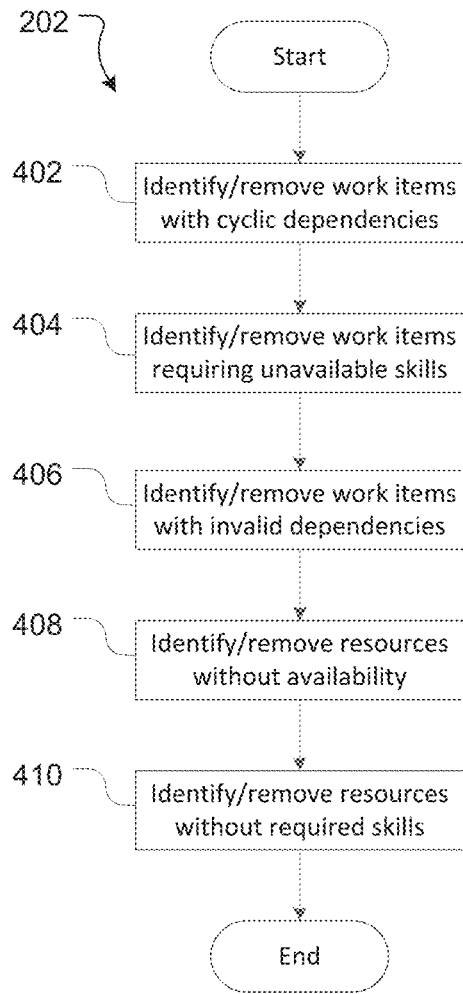 202
Start
402
Identify/remove work items
with cyclic dependencies
404
Identify/remove work items
requiring unavailable skills
406
Identify/remove work items
with invalid dependencies
408
Identify/remove resources
without availability
410
Identify/remove resources
without required skills
End